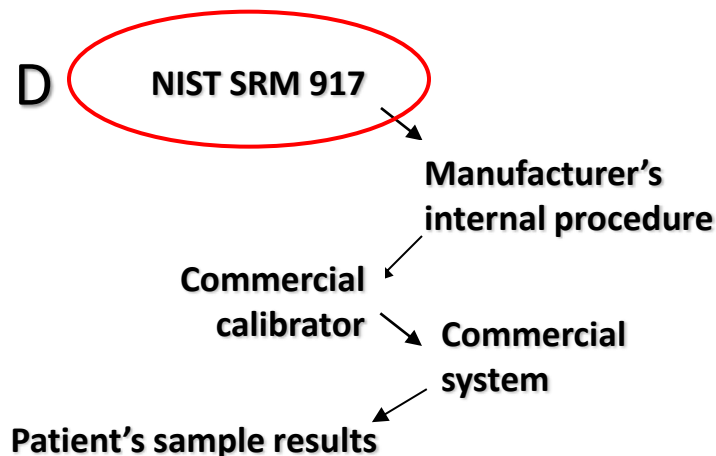 D
NIST SRM 917
Manufacturer’s
internal procedure
Commercial
calibrator
Commercial
system
Patient’s sample results